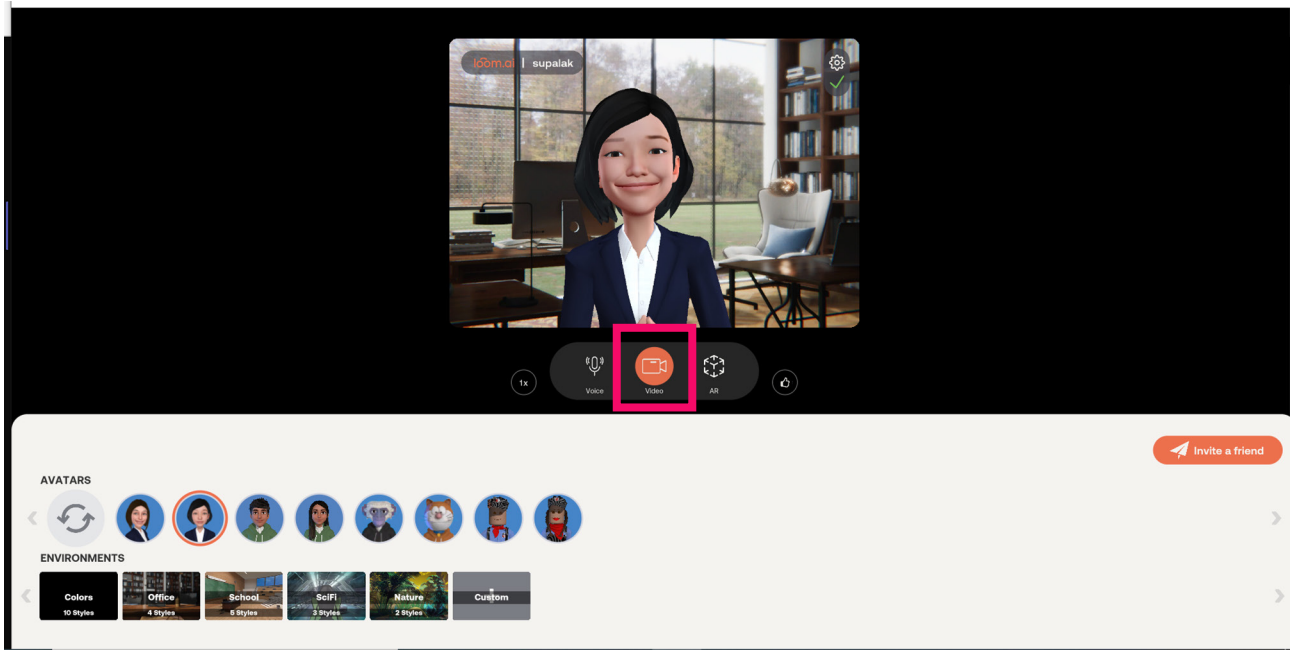 loom.ai | supalak
1x
Voice
Video
AR
Invite a friend
AVATARS
ENVIRONMENTS
Colors
10 Styles
Office
4 Styles
School
5 Styles
SciFi
3 Styles
Nature
2 Styles
Custom